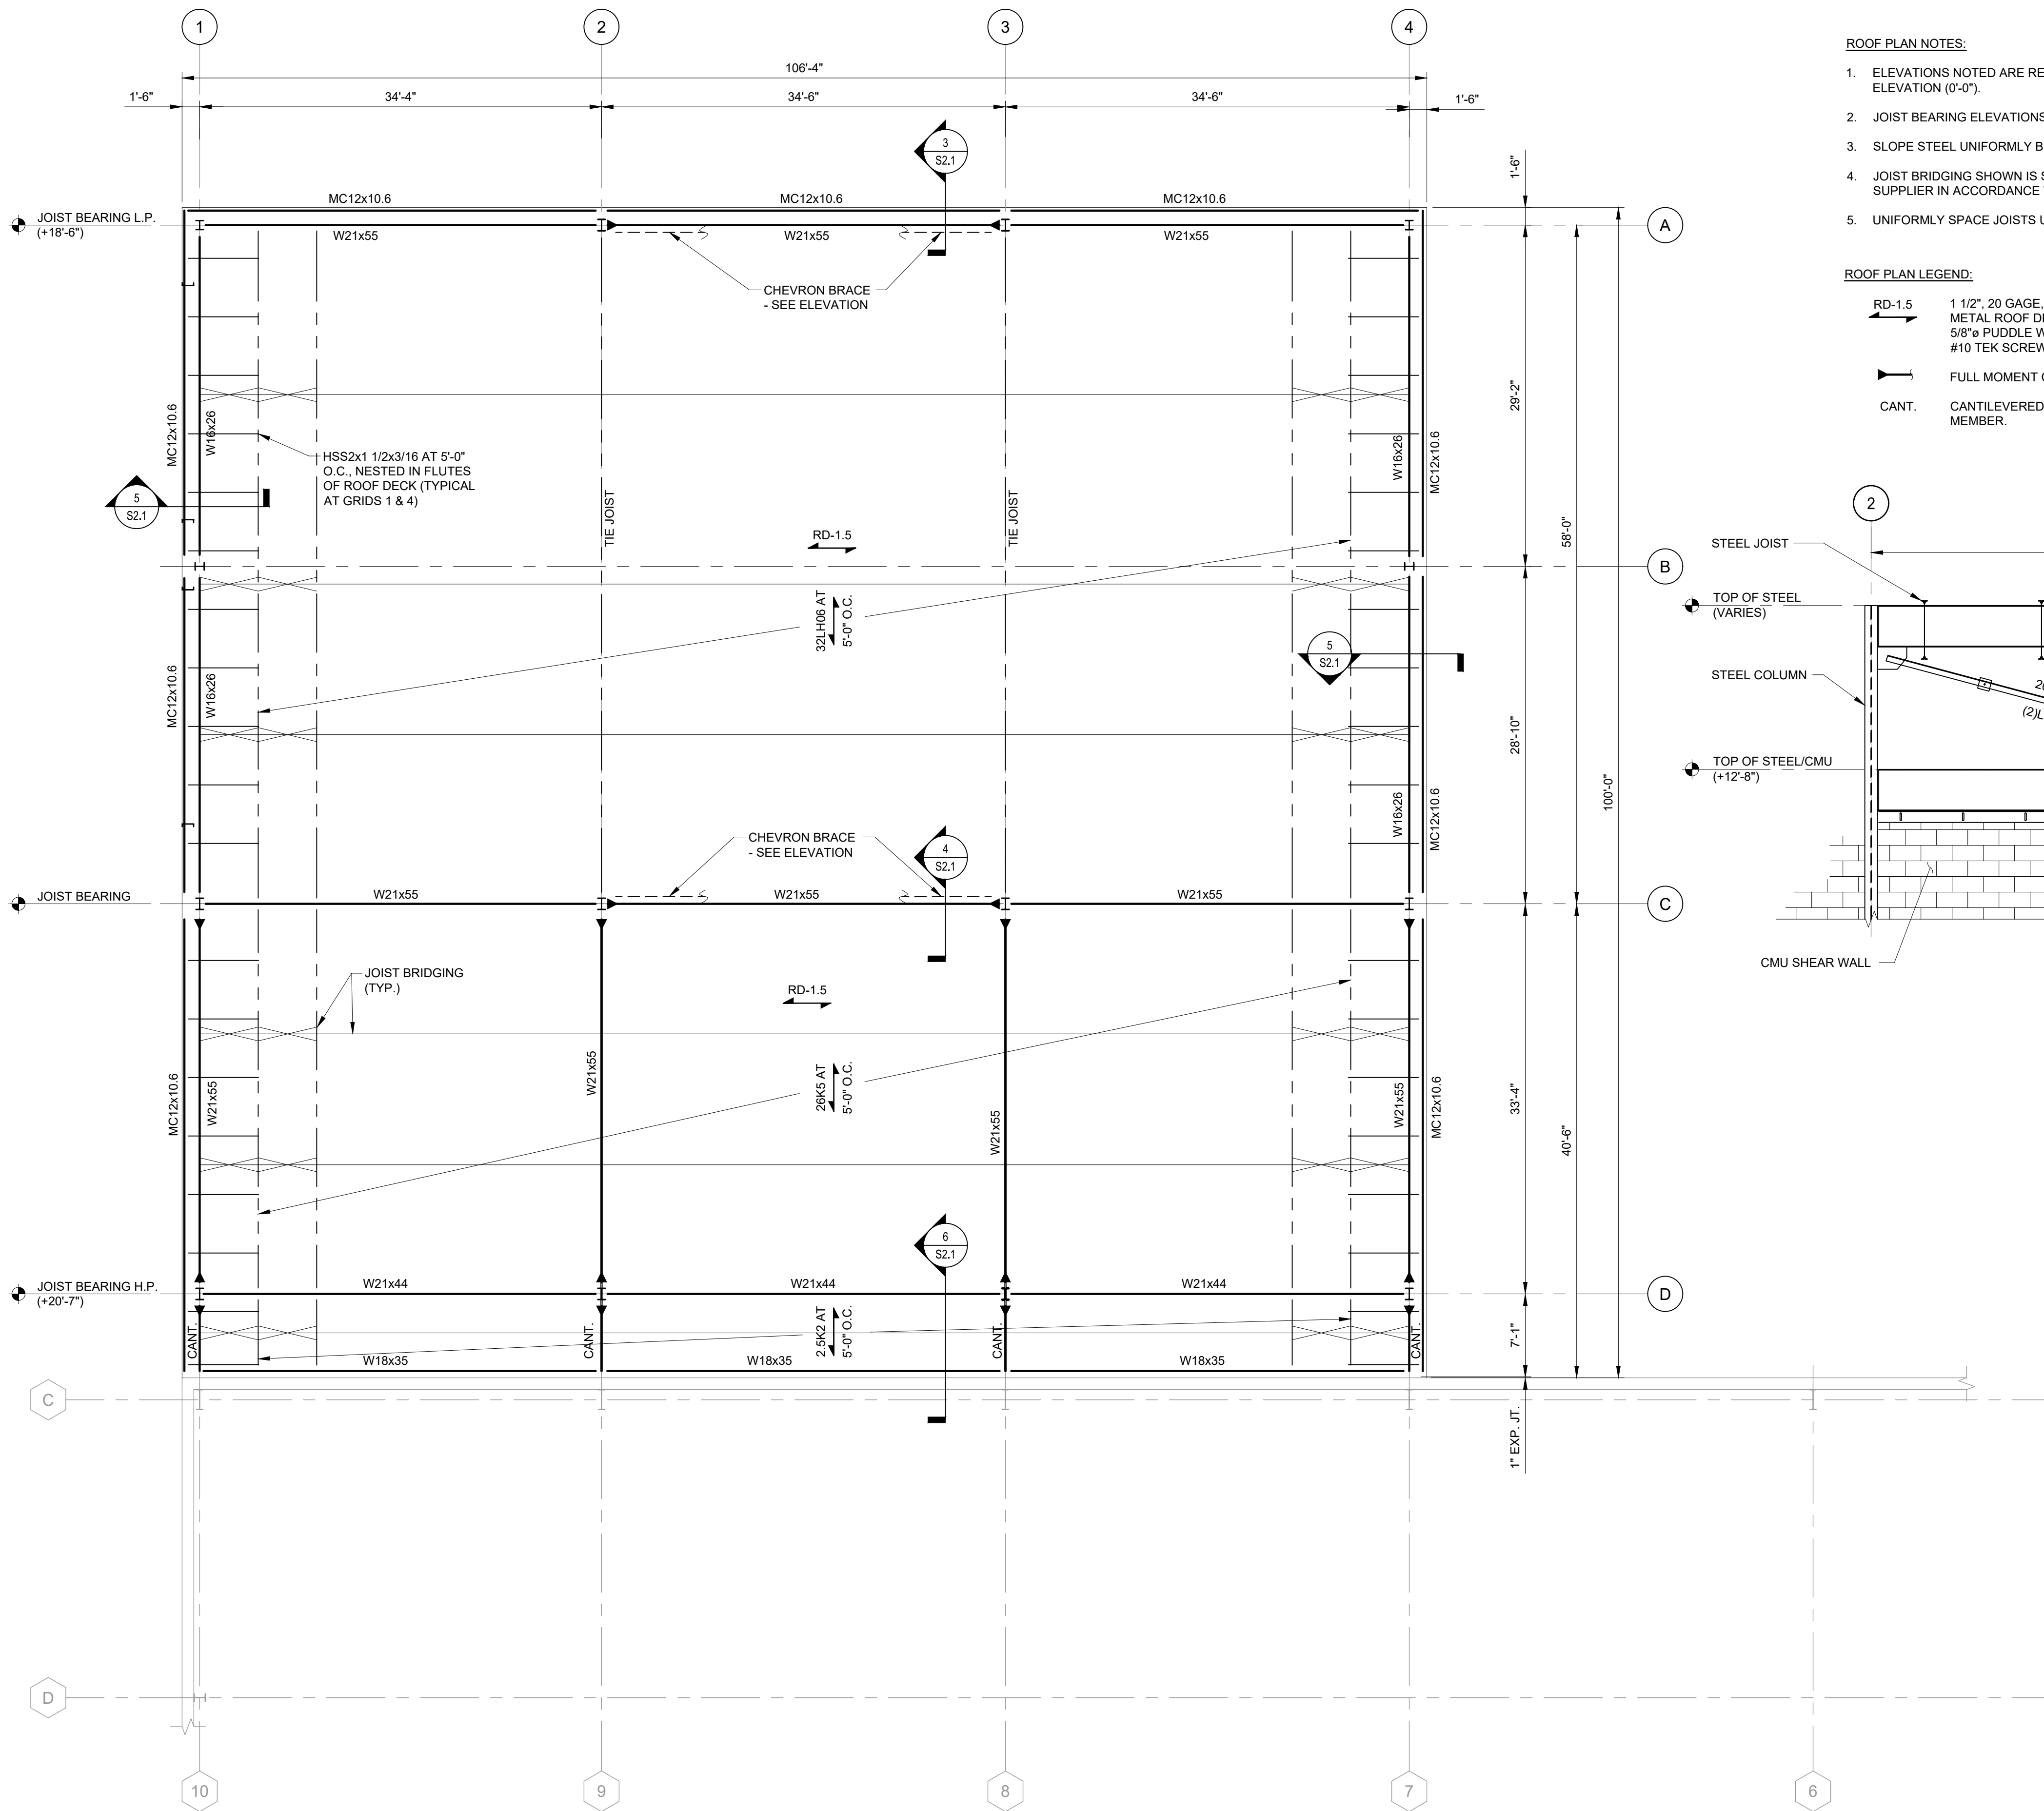 1
2
3
4
106'-4"
1'-6"
34'-4"
34'-6"
34'-6"
1'-6"
3
S2.1
1'-6"
MC12x10.6
MC12x10.6
MC12x10.6
JOIST BEARING L.P.
(+18'-6")
W21x55
W21x55
W21x55
A
CHEVRON BRACE
- SEE ELEVATION
29'-2"
MC12x10.6
W16x26
HSS2x1 1/2x3/16 AT 5'-0"
O.C., NESTED IN FLUTES
OF ROOF DECK (TYPICAL
AT GRIDS 1 & 4)
W16x26
MC12x10.6
5
S2.1
TIE JOIST
TIE JOIST
RD-1.5
58'-0"
B
32LH06 AT
5'-0" O.C.
5
S2.1
MC12x10.6
W16x26
28'-10"
100'-0"
W16x26
MC12x10.6
CHEVRON BRACE
- SEE ELEVATION
4
S2.1
JOIST BEARING
W21x55
W21x55
W21x55
C
JOIST BRIDGING
(TYP.)
RD-1.5
MC12x10.6
W21x55
W21x55
26K5 AT
5'-0" O.C.
W21x55
W21x55
MC12x10.6
33'-4"
40'-6"
6
S2.1
JOIST BEARING H.P.
(+20'-7")
W21x44
W21x44
W21x44
D
CANT.
CANT.
2.5K2 AT
5'-0" O.C.
CANT.
CANT.
7'-1"
W18x35
W18x35
W18x35
1" EXP. JT.
C
D
10
9
8
7
6
ROOF PLAN NOTES:
1. ELEVATIONS NOTED ARE RE
ELEVATION (0'-0").
2. JOIST BEARING ELEVATIONS
3. SLOPE STEEL UNIFORMLY B
4. JOIST BRIDGING SHOWN IS S
SUPPLIER IN ACCORDANCE
5. UNIFORMLY SPACE JOISTS U
ROOF PLAN LEGEND:
RD-1.5
1 1/2", 20 GAGE,
METAL ROOF DE
5/8"ø PUDDLE W
#10 TEK SCREW
FULL MOMENT C
CANT.
CANTILEVERED
MEMBER.
2
STEEL JOIST
TOP OF STEEL
(VARIES)
STEEL COLUMN
(2)L
TOP OF STEEL/CMU
(+12'-8")
CMU SHEAR WALL